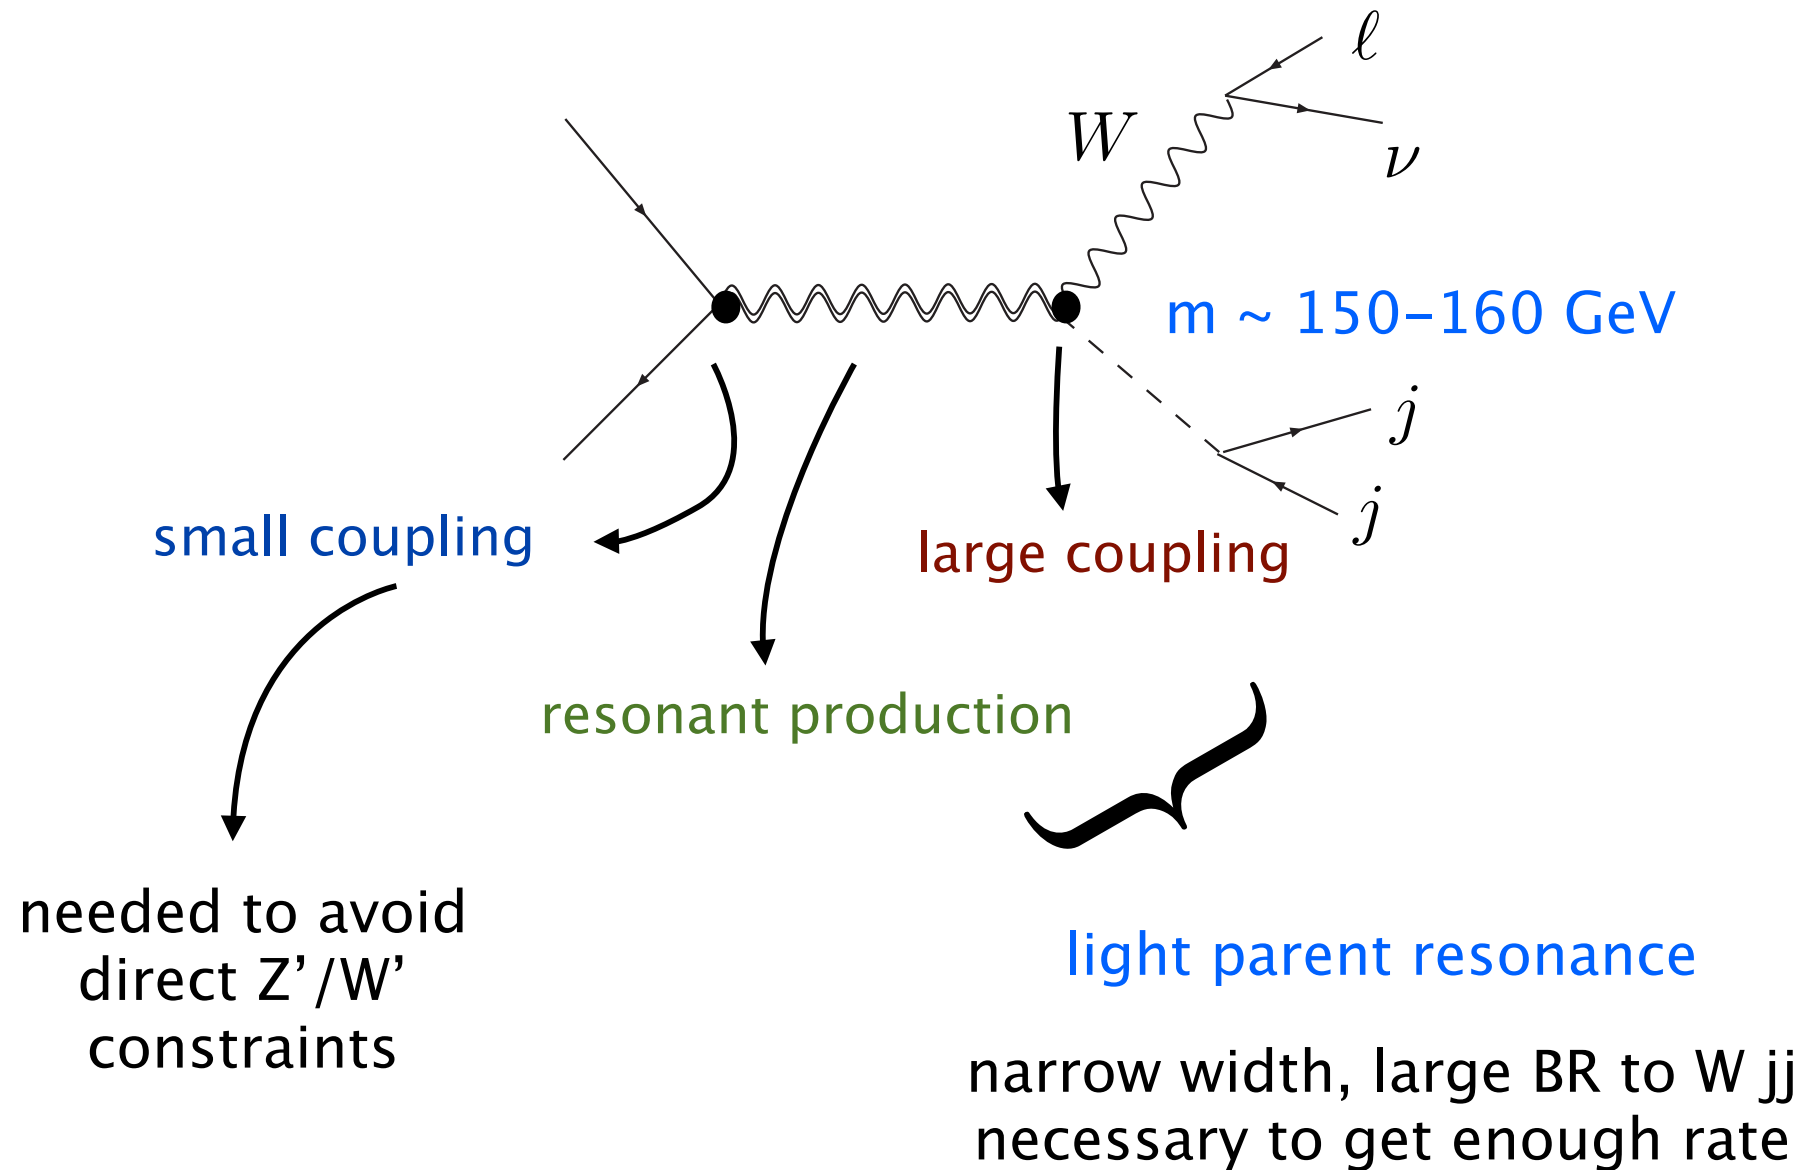 ℓ
W
ν
m ~ 150–160 GeV
j
j
small coupling
large coupling
resonant production
needed to avoid
direct Z’/W’
constraints
light parent resonance
narrow width, large BR to W jj
necessary to get enough rate